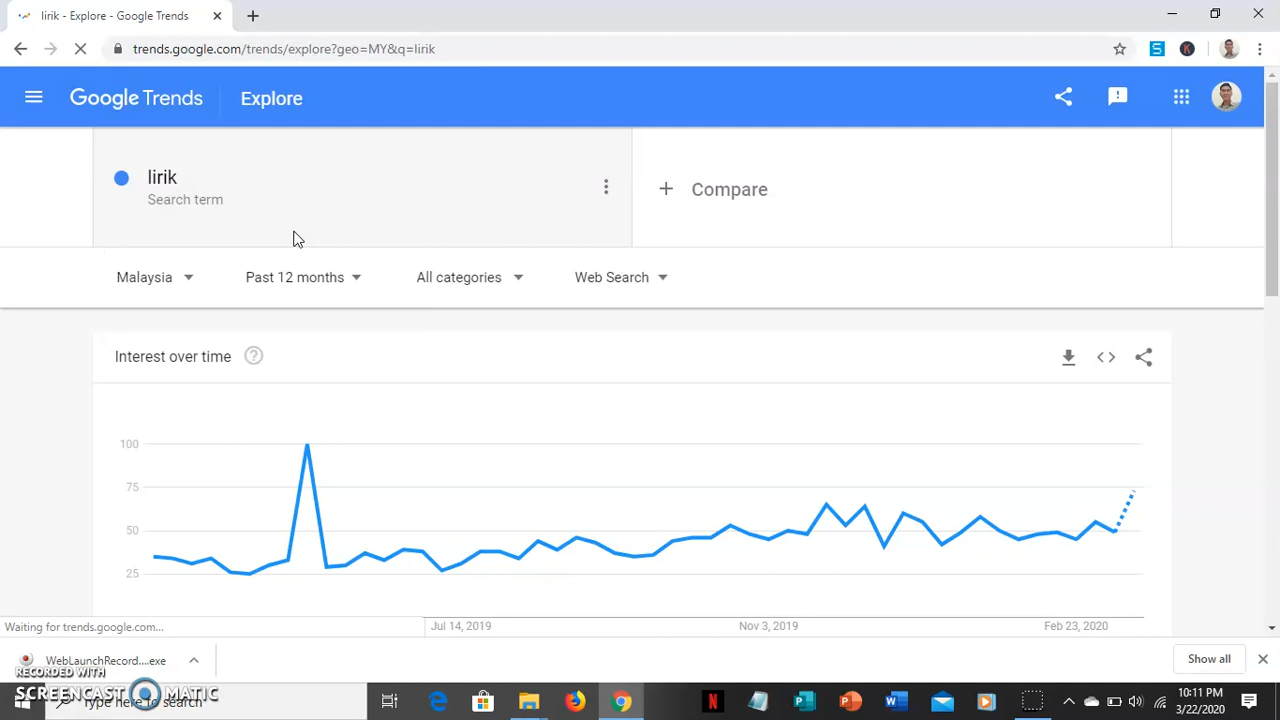 lirik - Explore - Google Trends
trends.google.com/trends/explore?geo=MY&q=lirik
Google Trends
Explore
lirik
Search term
+ Compare
Malaysia
Past 12 months
All categories
Web Search
Interest over time
100
75
50
25
Jul 14, 2019
Nov 3, 2019
Feb 23, 2020
Waiting for trends.google.com...
WebLaunchRecord....exe
Show all
RECORDED WITH
SCREENCAST MATIC
Type here to search
10:11 PM
3/22/2020